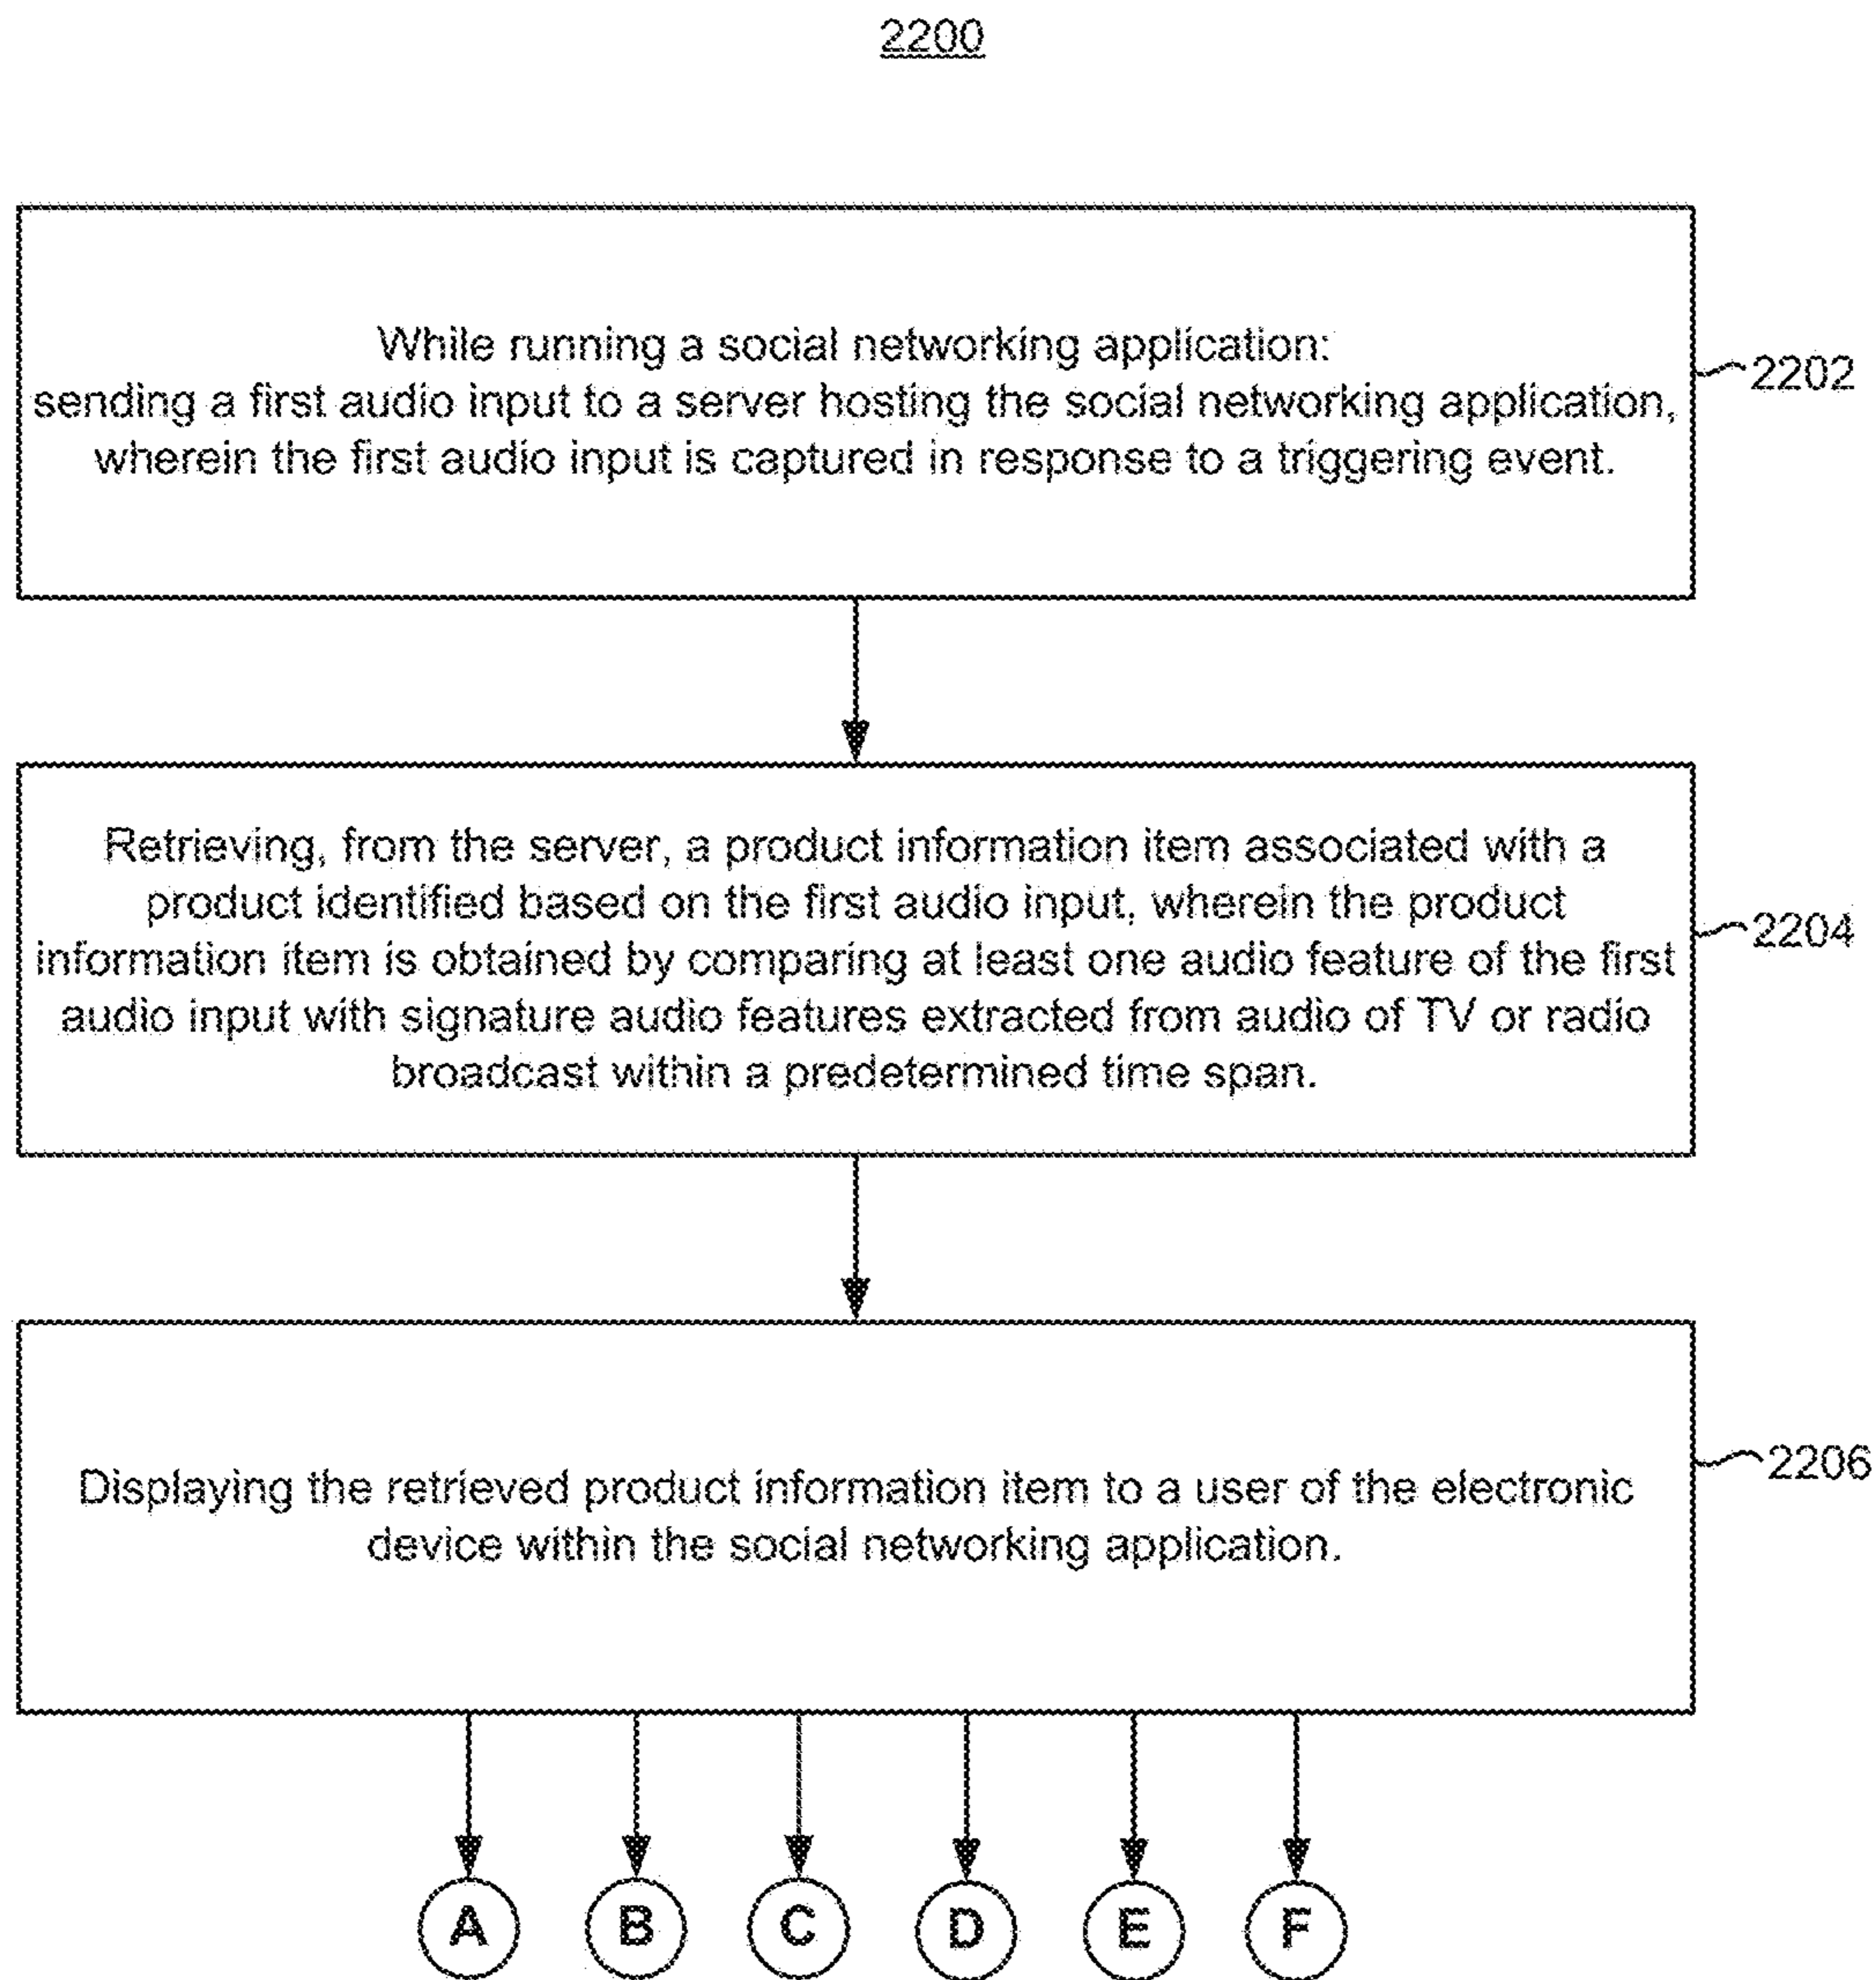 2200
While running a social networking application:
sending a first audio input to a server hosting the social networking application,
wherein the first audio input is captured in response to a triggering event.
2202
Retrieving, from the server, a product information item associated with a
product identified based on the first audio input, wherein the product
information item is obtained by comparing at least one audio feature of the first
audio input with signature audio features extracted from audio of TV or radio
broadcast within a predetermined time span.
2204
Displaying the retrieved product information item to a user of the electronic
device within the social networking application.
2206
A B C D E F